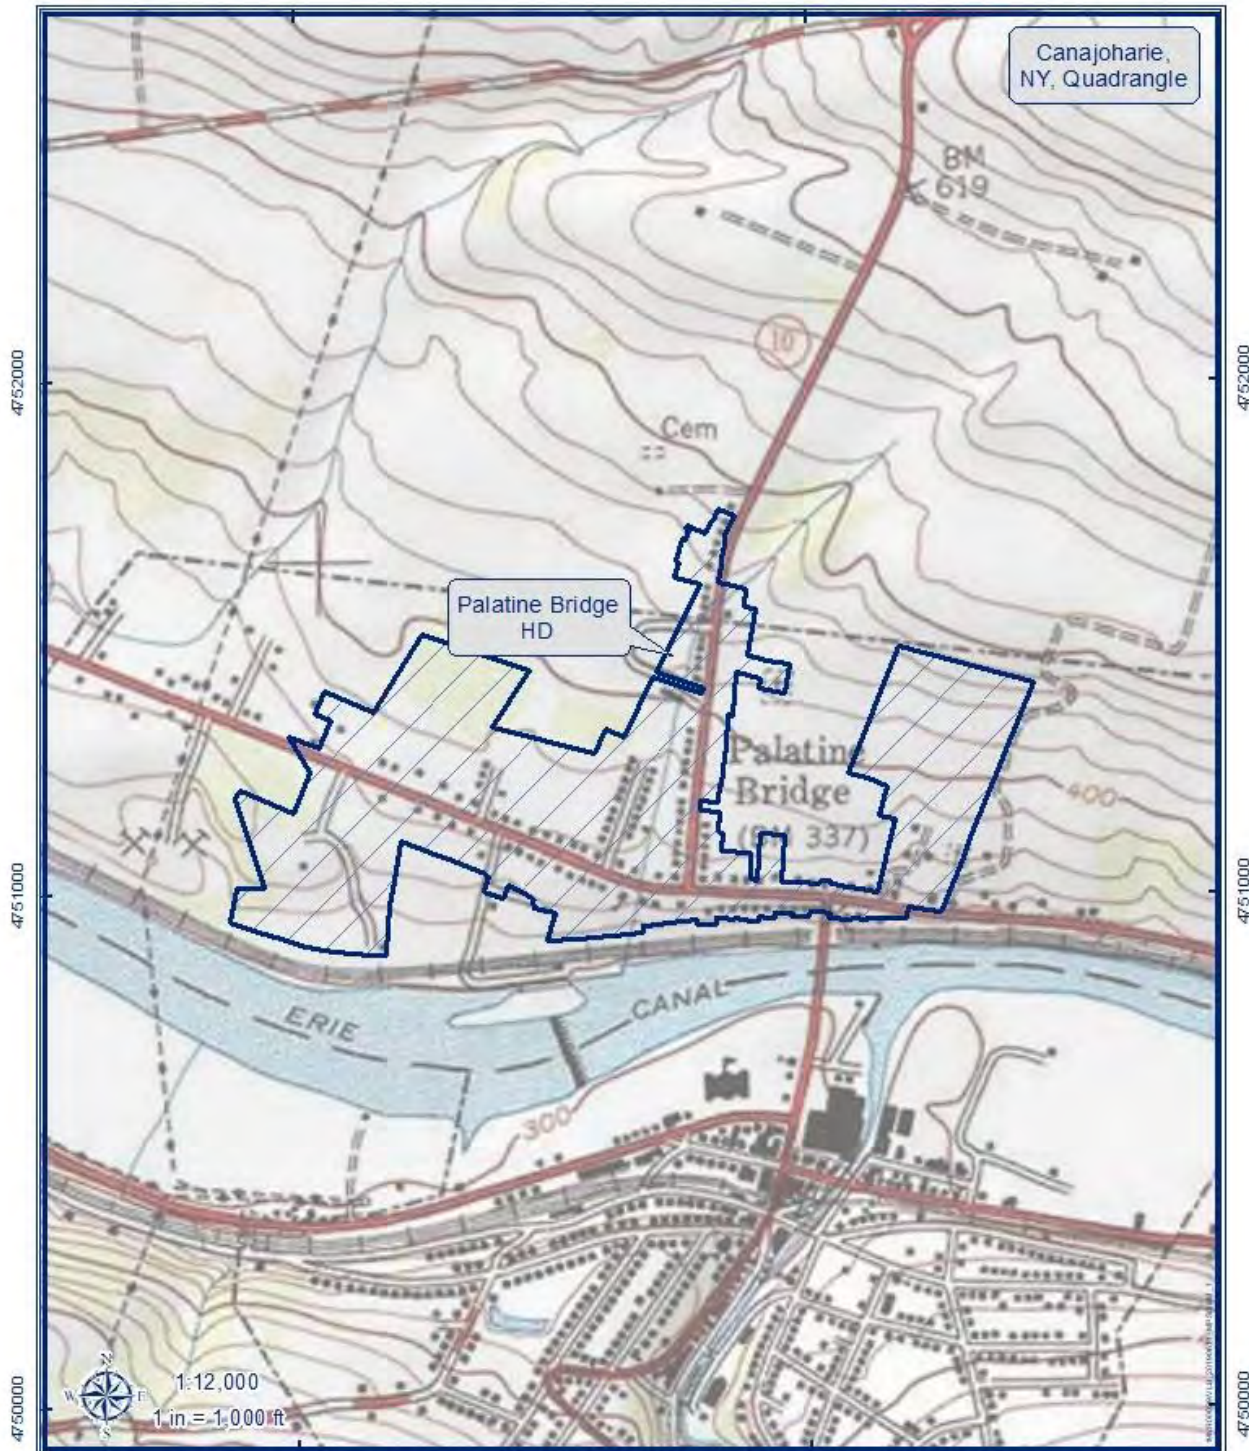 Canajoharie,
NY, Quadrangle
BM
619
10
4752000
4752000
Cem
Palatine Bridge
HD
Palatine
Bridge
400
4751000
4751000
ERIE
CANAL
300
N
W
E
S
1:12,000
1 in = 1,000 ft
4750000
4750000